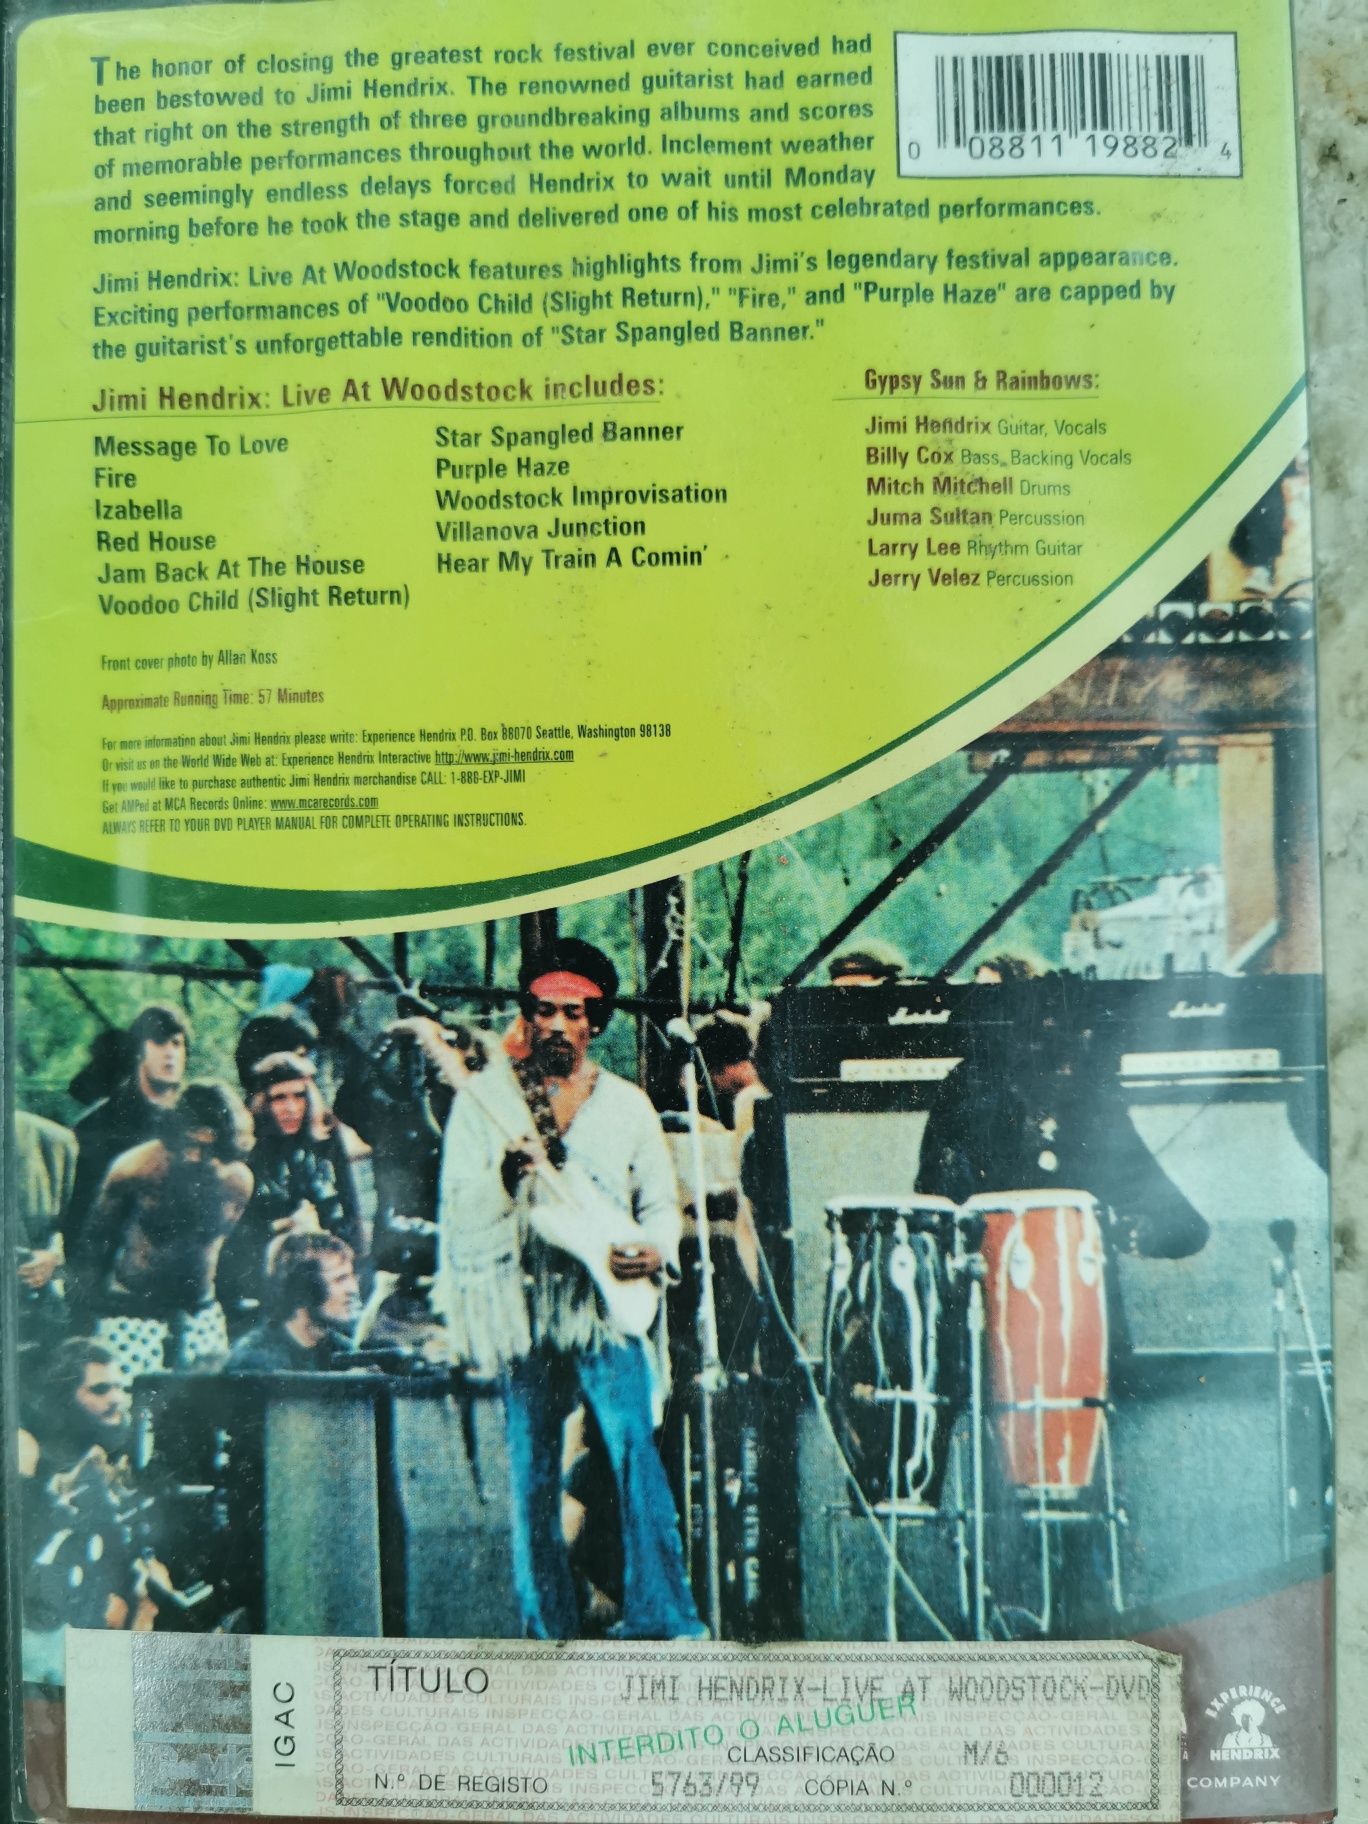 The honor of closing the greatest rock festival ever conceived had
been bestowed to Jimi Hendrix. The renowned guitarist had earned
that right on the strength of three groundbreaking albums and scores
of memorable performances throughout the world. Inclement weather
and seemingly endless delays forced Hendrix to wait until Monday
morning before he took the stage and delivered one of his most celebrated performances.
0 08811 19882 4
Jimi Hendrix: Live At Woodstock features highlights from Jimi's legendary festival appearance.
Exciting performances of "Voodoo Child (Slight Return)," "Fire," and "Purple Haze" are capped by
the guitarist's unforgettable rendition of "Star Spangled Banner."
Jimi Hendrix: Live At Woodstock includes:
Message To Love
Fire
Izabella
Red House
Jam Back At The House
Voodoo Child (Slight Return)
Star Spangled Banner
Purple Haze
Woodstock Improvisation
Villanova Junction
Hear My Train A Comin'
Gypsy Sun & Rainbows:
Jimi Hendrix Guitar, Vocals
Billy Cox Bass, Backing Vocals
Mitch Mitchell Drums
Juma Sultan Percussion
Larry Lee Rhythm Guitar
Jerry Velez Percussion
Front cover photo by Allan Koss
Approximate Running Time: 57 Minutes
For more information about Jimi Hendrix please write: Experience Hendrix P.O. Box 88070 Seattle, Washington 98138
Or visit us on the World Wide Web at: Experience Hendrix Interactive http://www.jimi-hendrix.com
If you would like to purchase authentic Jimi Hendrix merchandise CALL: 1-888-EXP-JIMI
Get AMPed at MCA Records Online: www.mcarecords.com
ALWAYS REFER TO YOUR DVD PLAYER MANUAL FOR COMPLETE OPERATING INSTRUCTIONS.
Marshall
Marshall
IGAC
TÍTULO JIMI HENDRIX-LIVE AT WOODSTOCK-DVD
INTERDITO O ALUGUER
CLASSIFICAÇÃO M/6
N.º DE REGISTO 5763/99 CÓPIA N.º 000012
EXPERIENCE
HENDRIX
COMPANY